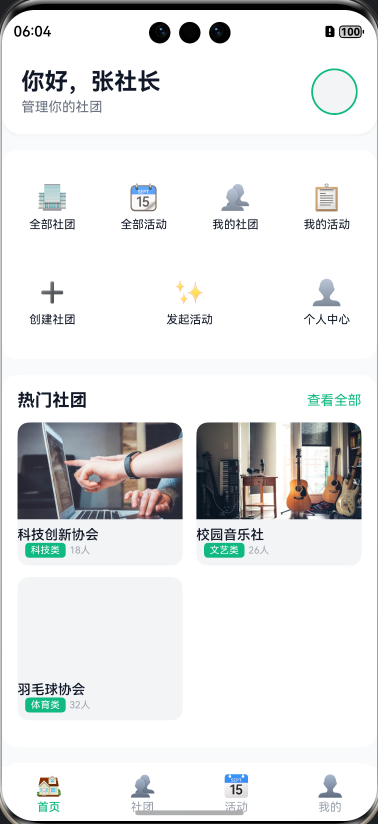 06:04
100
你好，张社长
管理你的社团
SEPT
15
全部社团
全部活动
我的社团
我的活动
创建社团
发起活动
个人中心
热门社团
查看全部
科技创新协会
科技类 18人
校园音乐社
文艺类 26人
羽毛球协会
体育类 32人
SEPT
15
首页
社团
活动
我的